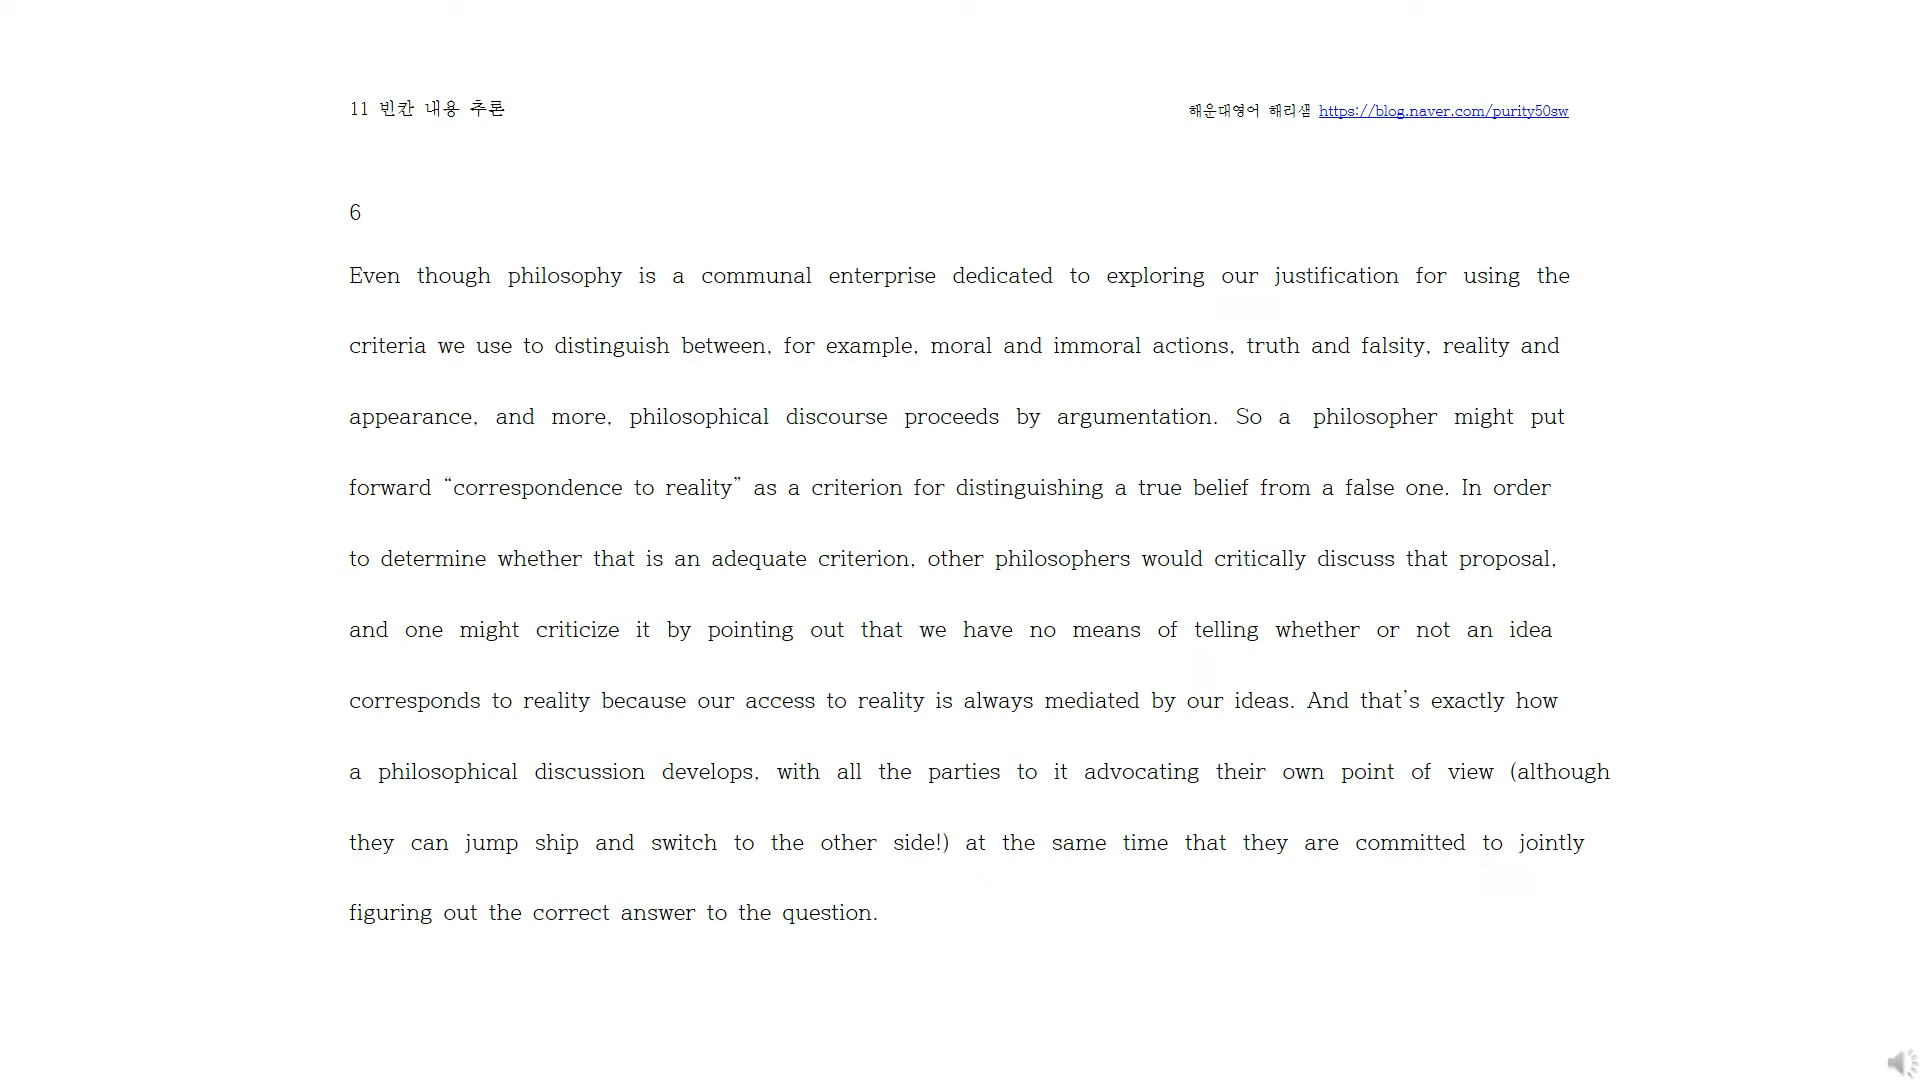 11 빈칸 내용 추론
해운대영어 해리샘 https://blog.naver.com/purity50sw
6
Even though philosophy is a communal enterprise dedicated to exploring our justification for using the
criteria we use to distinguish between, for example, moral and immoral actions, truth and falsity, reality and
appearance, and more, philosophical discourse proceeds by argumentation. So a philosopher might put
forward “correspondence to reality” as a criterion for distinguishing a true belief from a false one. In order
to determine whether that is an adequate criterion, other philosophers would critically discuss that proposal,
and one might criticize it by pointing out that we have no means of telling whether or not an idea
corresponds to reality because our access to reality is always mediated by our ideas. And that’s exactly how
a philosophical discussion develops, with all the parties to it advocating their own point of view (although
they can jump ship and switch to the other side!) at the same time that they are committed to jointly
figuring out the correct answer to the question.